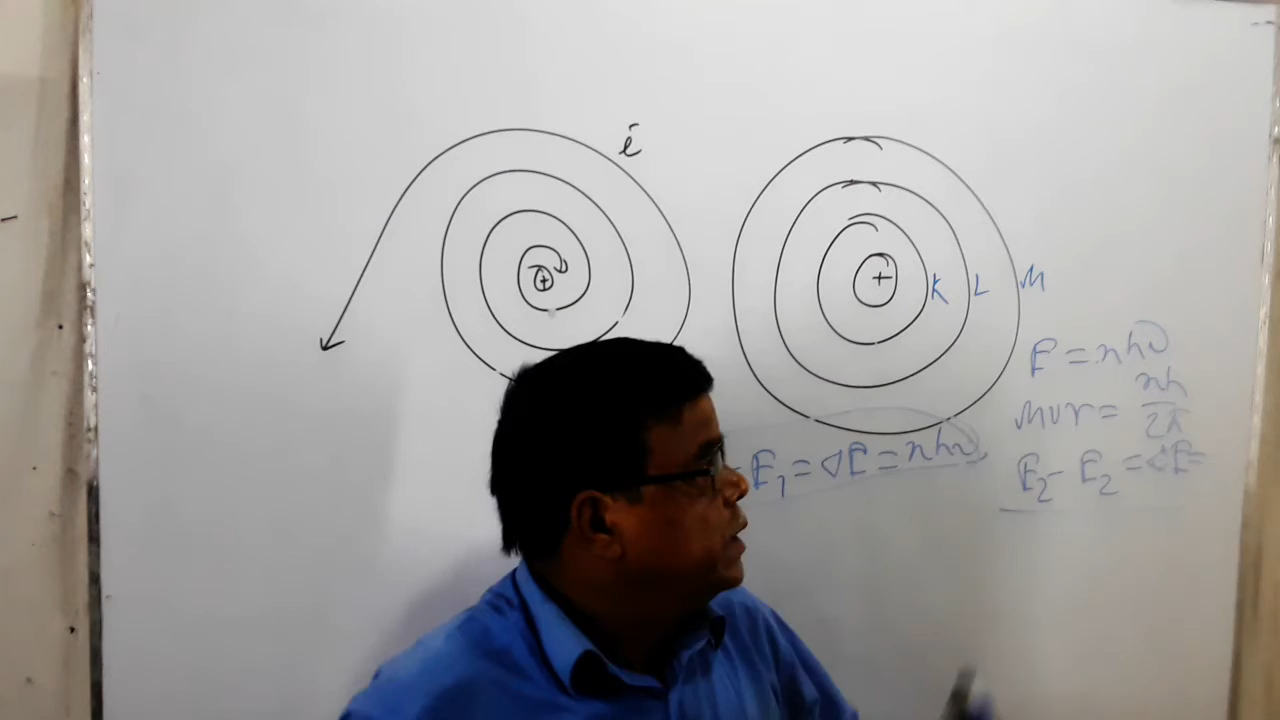 i
+
+
K L M
E = nhν
mvr = nh/2π
E₁ = ΔE = nhν
E₂ - E₂ = ΔE =